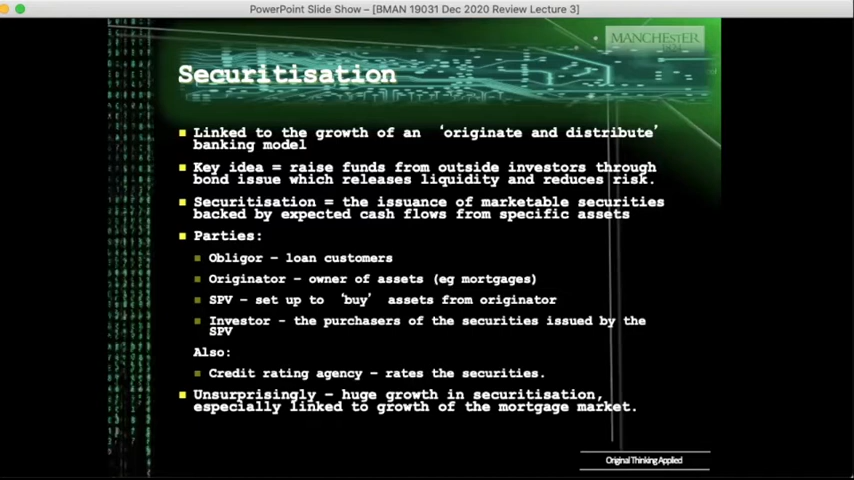 PowerPoint Slide Show – [BMAN 19031 Dec 2020 Review Lecture 3]
MANCHESTER
Securitisation
Linked to the growth of an ‘originate and distribute’
banking model
Key idea = raise funds from outside investors through
bond issue which releases liquidity and reduces risk.
Securitisation = the issuance of marketable securities
backed by expected cash flows from specific assets
Parties:
Obligor – loan customers
Originator – owner of assets (eg mortgages)
SPV – set up to ‘buy’ assets from originator
Investor - the purchasers of the securities issued by the
SPV
Also:
Credit rating agency – rates the securities.
Unsurprisingly – huge growth in securitisation,
especially linked to growth of the mortgage market.
Original Thinking Applied